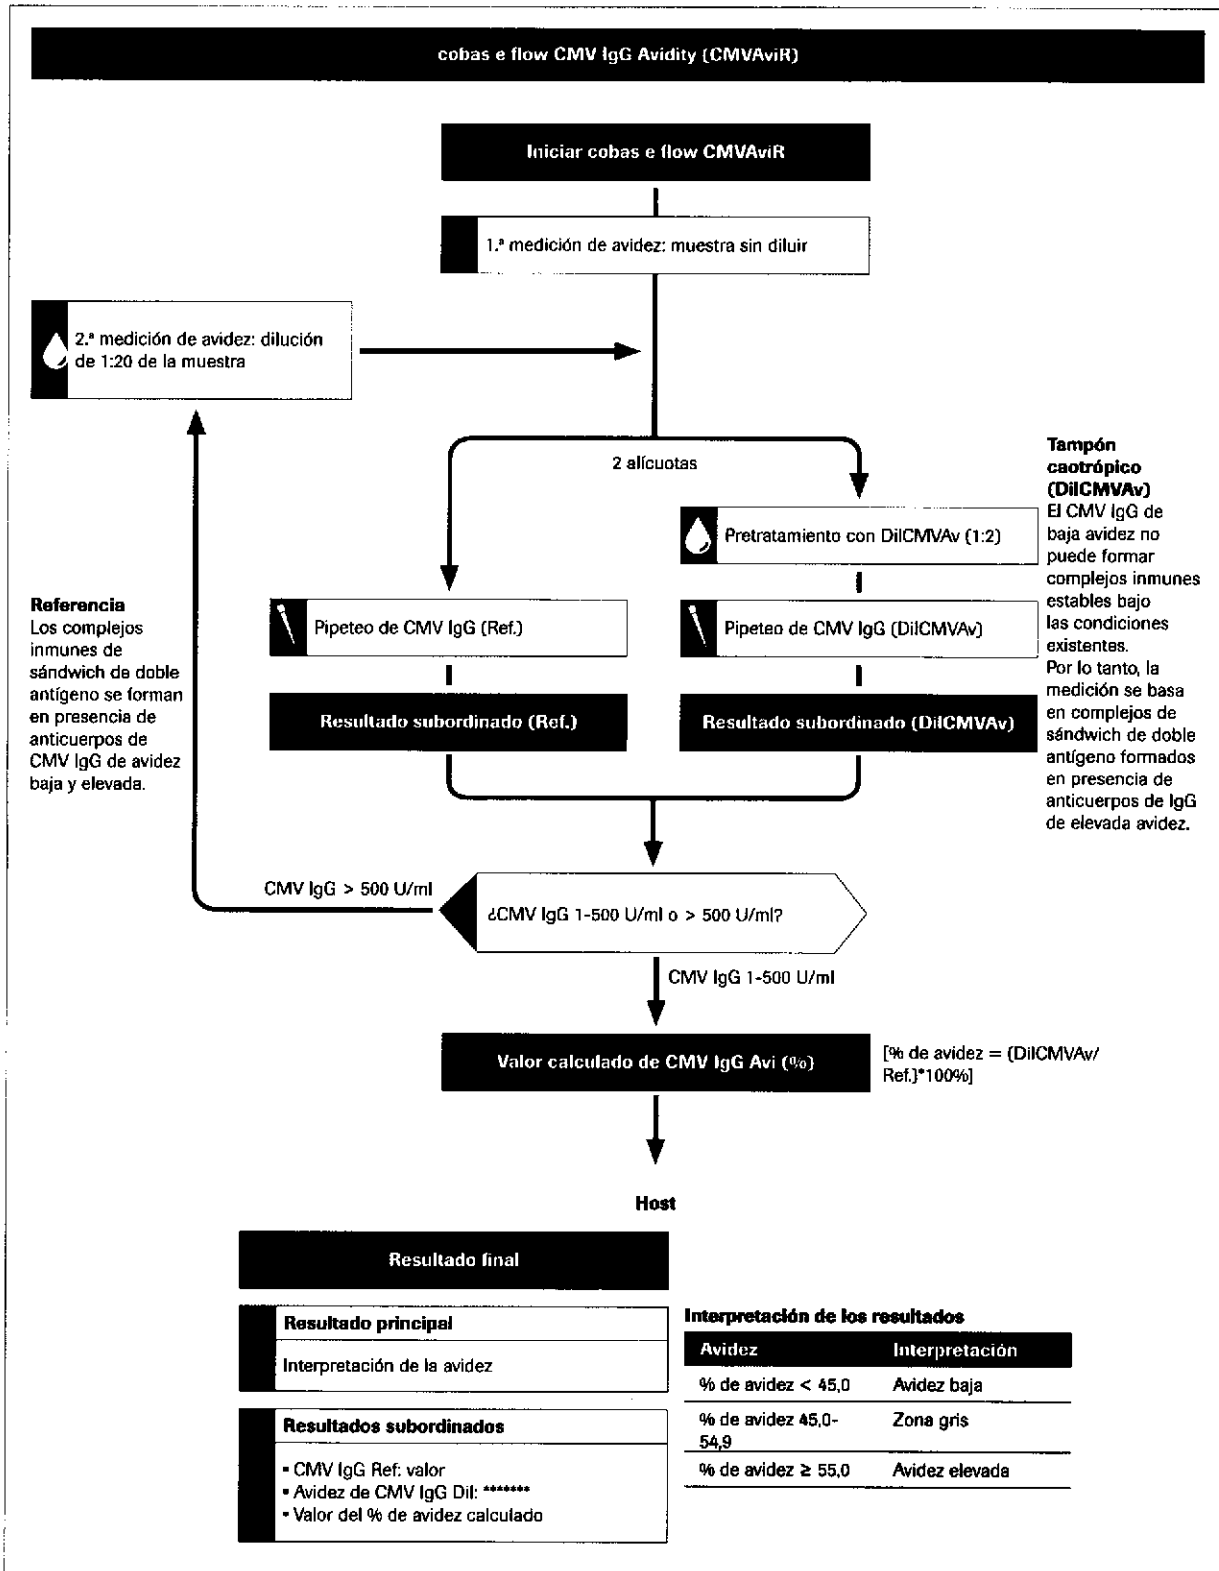 cobas e flow CMV IgG Avidity (CMVAviR)
Iniciar cobas e flow CMVAviR
1.ª medición de avidez: muestra sin diluir
2.ª medición de avidez: dilución
de 1:20 de la muestra
2 alícuotas
Tampón
caotrópico
(DilCMVAv)
El CMV IgG de
baja avidez no
puede formar
complejos inmunes
estables bajo
las condiciones
existentes.
Por lo tanto, la
medición se basa
en complejos de
sándwich de doble
antígeno formados
en presencia de
anticuerpos de IgG
de elevada avidez.
Pretratamiento con DilCMVAv (1:2)
Referencia
Los complejos
inmunes de
sándwich de doble
antígeno se forman
en presencia de
anticuerpos de
CMV IgG de avidez
baja y elevada.
Pipeteo de CMV IgG (Ref.)
Pipeteo de CMV IgG (DilCMVAv)
Resultado subordinado (Ref.)
Resultado subordinado (DilCMVAv)
CMV IgG > 500 U/ml
¿CMV IgG 1-500 U/ml o > 500 U/ml?
CMV IgG 1-500 U/ml
Valor calculado de CMV IgG Avi (%)
[% de avidez = (DilCMVAv/
Ref.)*100%]
Host
Resultado final
Resultado principal
Interpretación de la avidez
Resultados subordinados
▪ CMV IgG Ref: valor
▪ Avidez de CMV IgG Dil: *******
▪ Valor del % de avidez calculado
Interpretación de los resultados
Avidez Interpretación
% de avidez < 45,0 Avidez baja
% de avidez 45,0- Zona gris
54,9
% de avidez ≥ 55,0 Avidez elevada